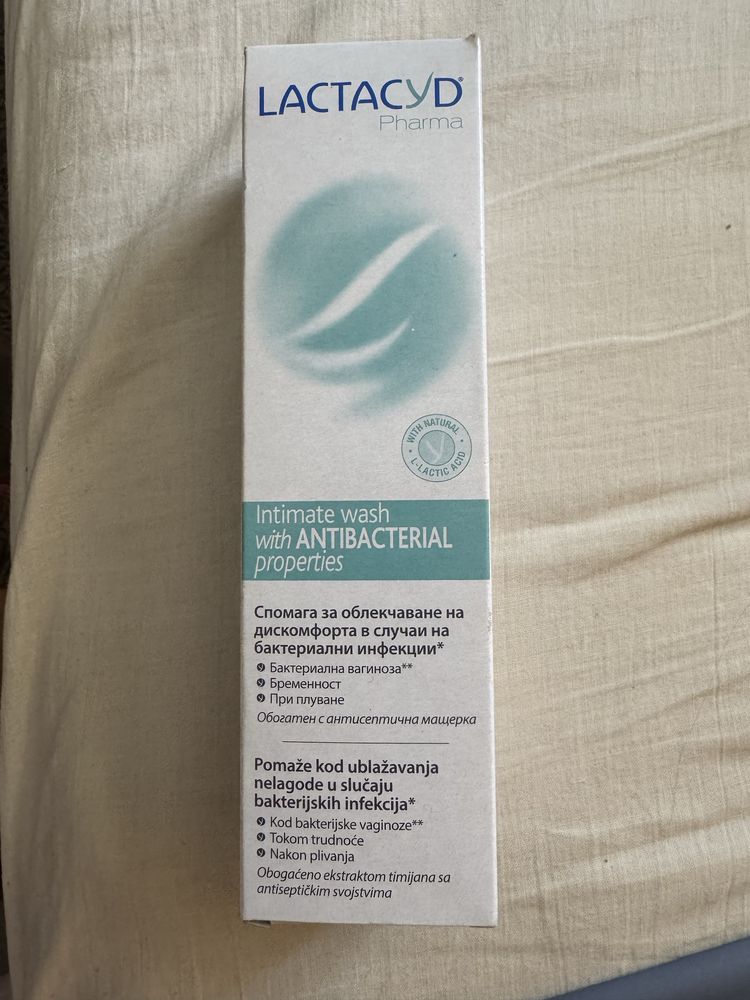 LACTACYD®
Pharma
WITH NATURAL
L-LACTIC ACID
Intimate wash
with ANTIBACTERIAL
properties
Спомага за облекчаване на
дискомфорта в случаи на
бактериални инфекции*
Бактериална вагиноза**
Бременност
При плуване
Обогатен с антисептична мащерка
Pomaže kod ublažavanja
nelagode u slučaju
bakterijskih infekcija*
Kod bakterijske vaginoze**
Tokom trudnoće
Nakon plivanja
Obogaćeno ekstraktom timijana sa
antiseptičkim svojstvima